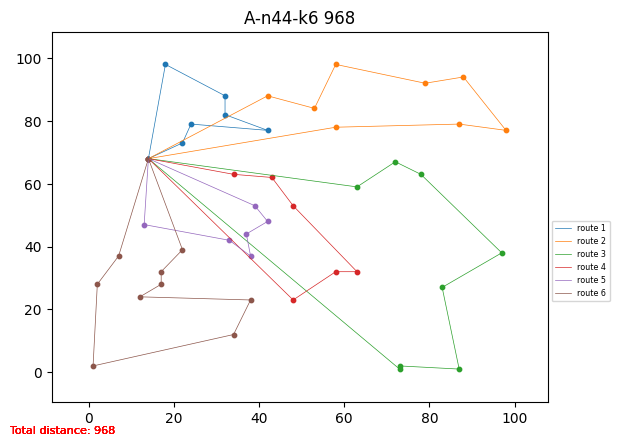 A-n44-k6 968
100
80
60
40
20
0
0 20 40 60 80 100
route 1
route 2
route 3
route 4
route 5
route 6
Total distance: 968